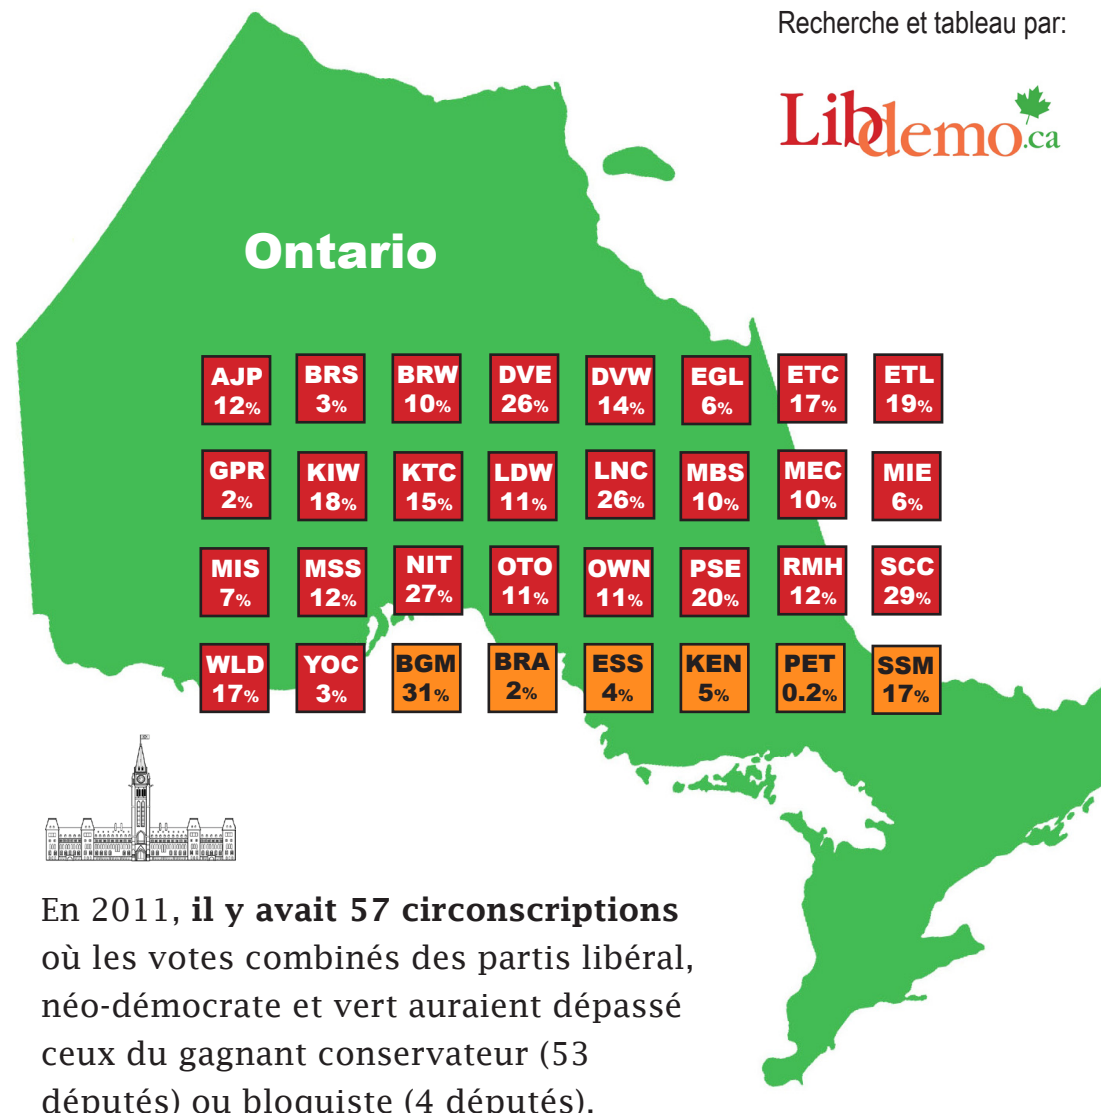 Recherche et tableau par:
Libdemo.ca
Ontario
AJP BRS BRW DVE DVW EGL ETC ETL
12% 3% 10% 26% 14% 6% 17% 19%
GPR KIW KTC LDW LNC MBS MEC MIE
2% 18% 15% 11% 26% 10% 10% 6%
MIS MSS NIT OTO OWN PSE RMH SCC
7% 12% 27% 11% 11% 20% 12% 29%
WLD YOC BGM BRA ESS KEN PET SSM
17% 3% 31% 2% 4% 5% 0.2% 17%
En 2011, il y avait 57 circonscriptions
où les votes combinés des partis libéral,
néo-démocrate et vert auraient dépassé
ceux du gagnant conservateur (53
députés) ou bloquiste (4 députés).